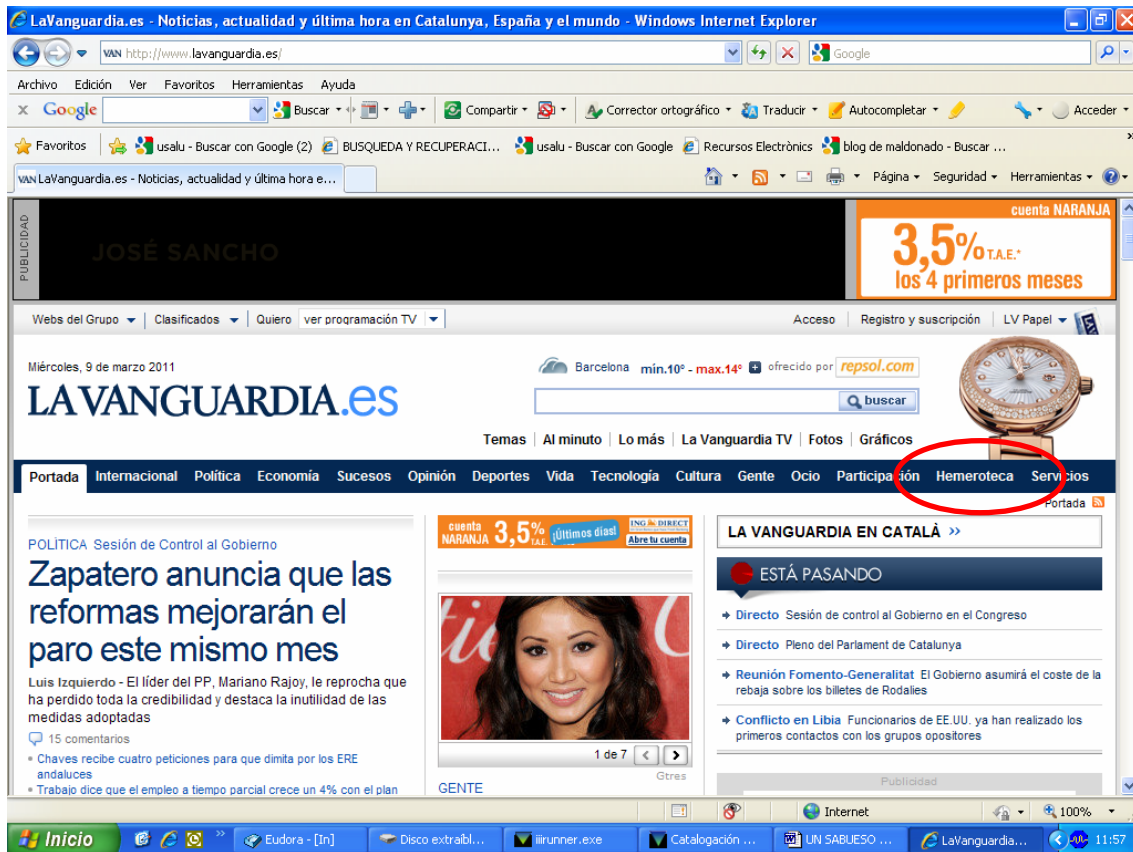 LaVanguardia.es - Noticias, actualidad y última hora en Catalunya, España y el mundo - Windows Internet Explorer
VAN http://www.lavanguardia.es/
Google
Archivo Edición Ver Favoritos Herramientas Ayuda
x Google Buscar Compartir Corrector ortográfico Traducir Autocompletar Acceder
Favoritos usalu - Buscar con Google (2) BUSQUEDA Y RECUPERACI... usalu - Buscar con Google Recursos Electrònics blog de maldonado - Buscar ... »
VAN LaVanguardia.es - Noticias, actualidad y última hora e... Página Seguridad Herramientas
PUBLICIDAD
JOSÉ SANCHO
cuenta NARANJA
3,5% T.A.E.*
los 4 primeros meses
Webs del Grupo | Clasificados | Quiero ver programación TV
Acceso | Registro y suscripción | LV Papel
Miércoles, 9 de marzo 2011
Barcelona mín.10º - max.14º ofrecido por repsol.com
LAVANGUARDIA.es
buscar
Temas | Al minuto | Lo más | La Vanguardia TV | Fotos | Gráficos
Portada Internacional Política Economía Sucesos Opinión Deportes Vida Tecnología Cultura Gente Ocio Participación Hemeroteca Servicios
Portada
POLÍTICA Sesión de Control al Gobierno
Zapatero anuncia que las
reformas mejorarán el
paro este mismo mes
Luis Izquierdo - El líder del PP, Mariano Rajoy, le reprocha que
ha perdido toda la credibilidad y destaca la inutilidad de las
medidas adoptadas
15 comentarios
Chaves recibe cuatro peticiones para que dimita por los ERE
andaluces
Trabajo dice que el empleo a tiempo parcial crece un 4% con el plan
cuenta NARANJA 3,5% TAE ¡Últimos días! ING DIRECT
Abre tu cuenta
1 de 7
Gtres
GENTE
LA VANGUARDIA EN CATALÀ »
ESTÁ PASANDO
Directo Sesión de control al Gobierno en el Congreso
Directo Pleno del Parlament de Catalunya
Reunión Fomento-Generalitat El Gobierno asumirá el coste de la
rebaja sobre los billetes de Rodalies
Conflicto en Libia Funcionarios de EE.UU. ya han realizado los
primeros contactos con los grupos opositores
Publicidad
Internet 100%
Inicio » Eudora - [In] Disco extraíbl... iiirunner.exe Catalogación ... UN SABUESO ... LaVanguardia... 11:57